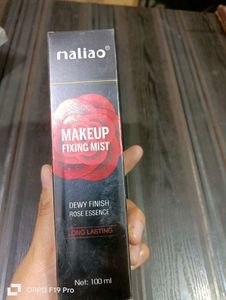 maliao®
MAKEUP
FIXING MIST
DEWY FINISH
ROSE ESSENCE
LONG LASTING
Net: 100 ml
OPPO F19 Pro